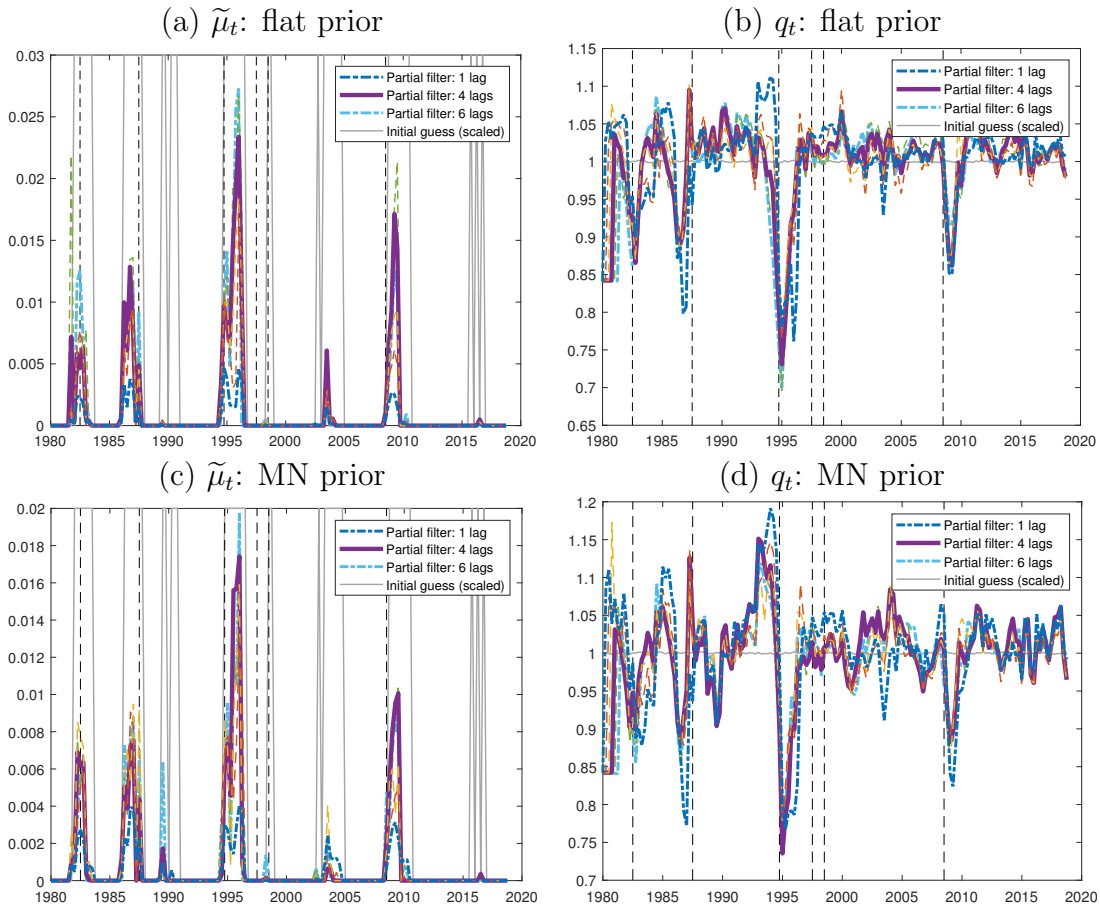 (a) μ̃ₜ: flat prior
0.03
0.025
0.02
0.015
0.01
0.005
0
1980 1985 1990 1995 2000 2005 2010 2015 2020
Partial filter: 1 lag
Partial filter: 4 lags
Partial filter: 6 lags
Initial guess (scaled)
(b) qₜ: flat prior
1.15
1.1
1.05
1
0.95
0.9
0.85
0.8
0.75
0.7
0.65
1980 1985 1990 1995 2000 2005 2010 2015 2020
Partial filter: 1 lag
Partial filter: 4 lags
Partial filter: 6 lags
Initial guess (scaled)
(c) μ̃ₜ: MN prior
0.02
0.018
0.016
0.014
0.012
0.01
0.008
0.006
0.004
0.002
0
1980 1985 1990 1995 2000 2005 2010 2015 2020
Partial filter: 1 lag
Partial filter: 4 lags
Partial filter: 6 lags
Initial guess (scaled)
(d) qₜ: MN prior
1.2
1.15
1.1
1.05
1
0.95
0.9
0.85
0.8
0.75
0.7
1980 1985 1990 1995 2000 2005 2010 2015 2020
Partial filter: 1 lag
Partial filter: 4 lags
Partial filter: 6 lags
Initial guess (scaled)